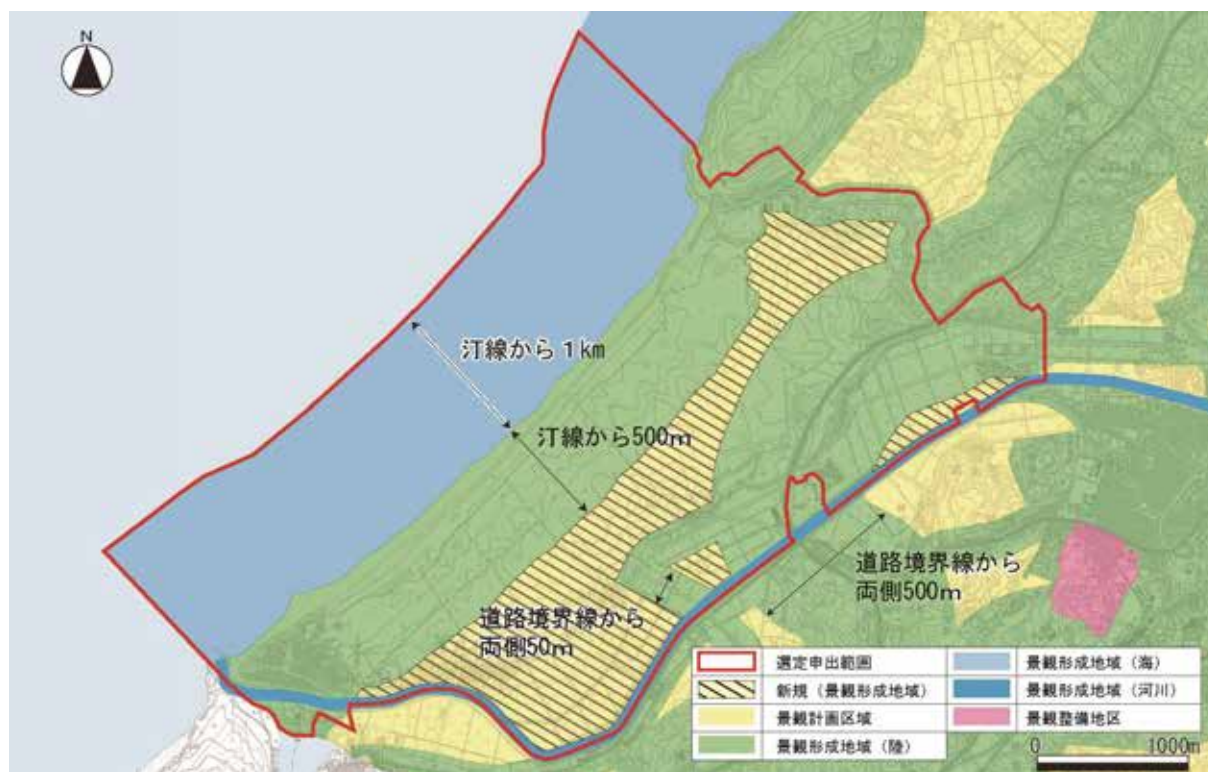 N
汀線から1km
汀線から500m
道路境界線から
両側500m
道路境界線から
両側50m
選定申出範囲
新規(景観形成地域)
景観計画区域
景観形成地域(陸)
景観形成地域(海)
景観形成地域(河川)
景観整備地区
0 1000m